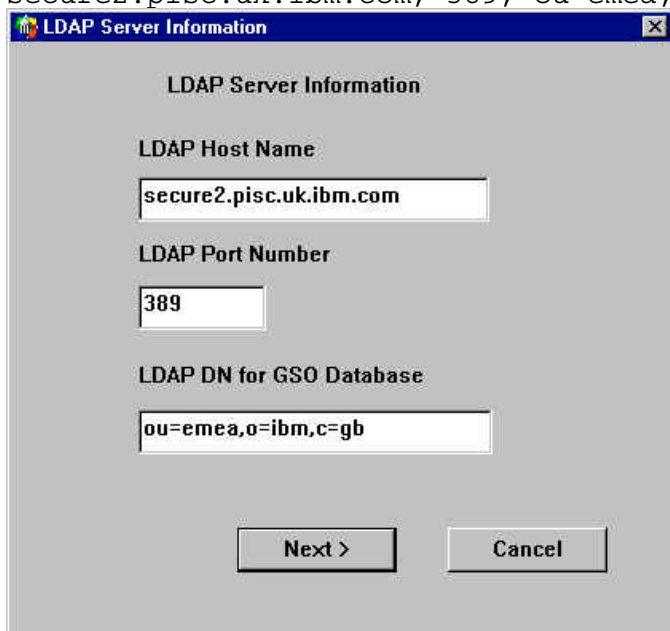 LDAP Server Information
LDAP Server Information
LDAP Host Name
secure2.pisc.uk.ibm.com
LDAP Port Number
389
LDAP DN for GSO Database
ou=emea,o=ibm,c=gb
Next >
Cancel